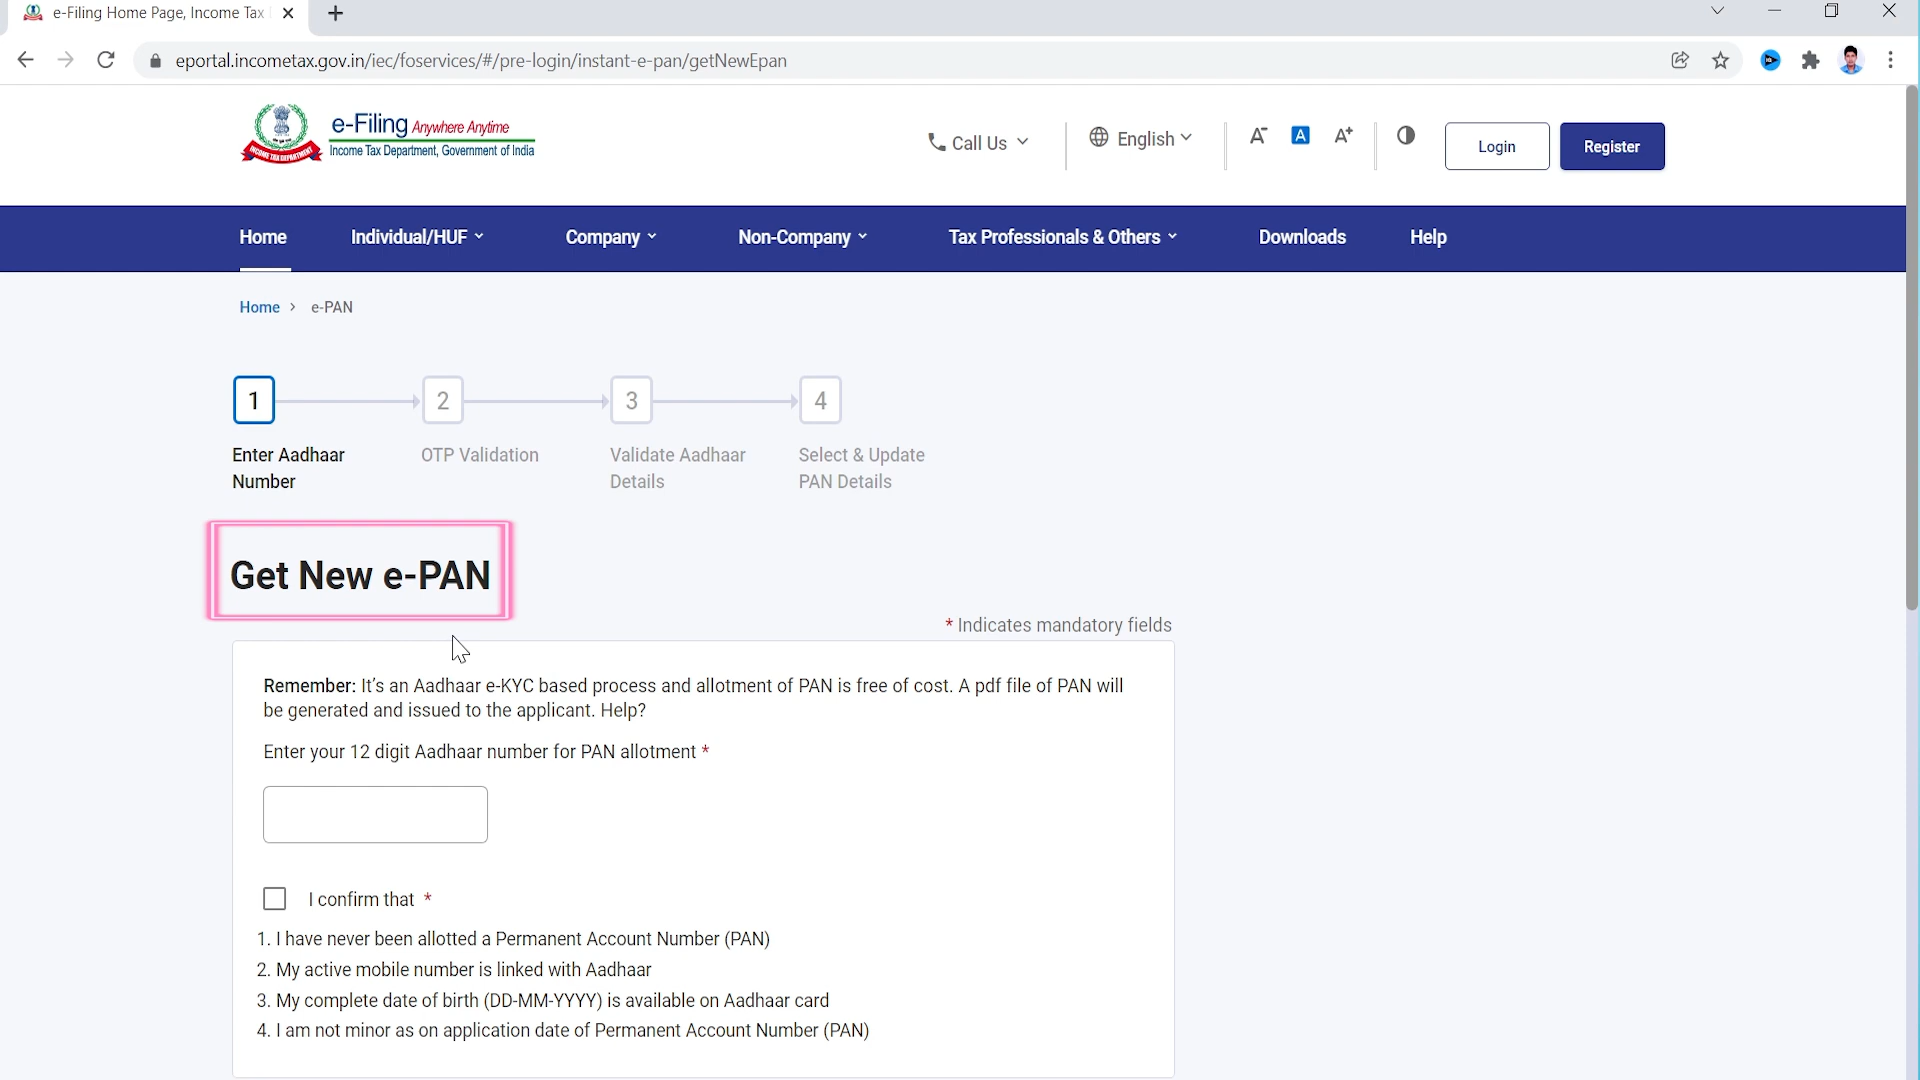 e-Filing Home Page, Income Tax
eportal.incometax.gov.in/iec/foservices/#/pre-login/instant-e-pan/getNewEpan
e-Filing Anywhere Anytime
Income Tax Department, Government of India
INCOME TAX DEPARTMENT
Call Us
English
A- A A+
Login
Register
Home Individual/HUF Company Non-Company Tax Professionals & Others Downloads Help
Home > e-PAN
1 2 3 4
Enter Aadhaar
Number
OTP Validation
Validate Aadhaar
Details
Select & Update
PAN Details
Get New e-PAN
* Indicates mandatory fields
Remember: It's an Aadhaar e-KYC based process and allotment of PAN is free of cost. A pdf file of PAN will
be generated and issued to the applicant. Help?
Enter your 12 digit Aadhaar number for PAN allotment *
I confirm that *
1. I have never been allotted a Permanent Account Number (PAN)
2. My active mobile number is linked with Aadhaar
3. My complete date of birth (DD-MM-YYYY) is available on Aadhaar card
4. I am not minor as on application date of Permanent Account Number (PAN)